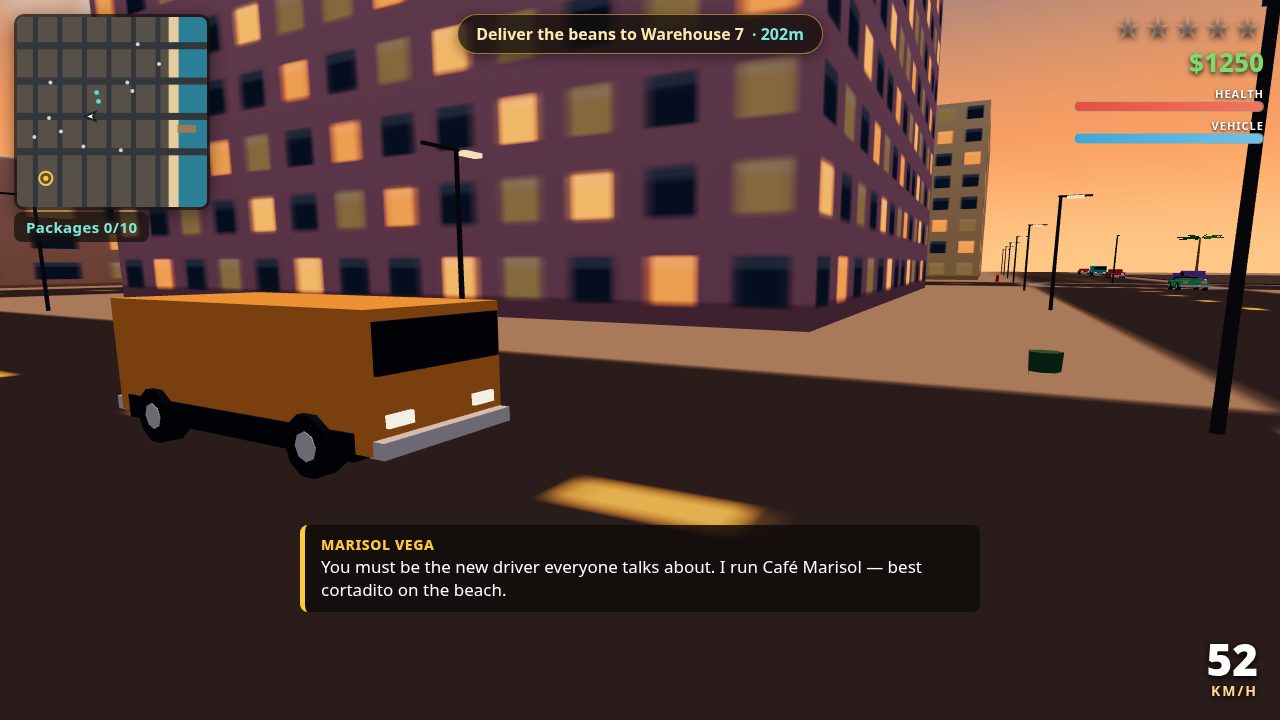 Deliver the beans to Warehouse 7 · 202m
$1250
HEALTH
VEHICLE
Packages 0/10
MARISOL VEGA
You must be the new driver everyone talks about. I run Café Marisol — best
cortadito on the beach.
52
KM/H